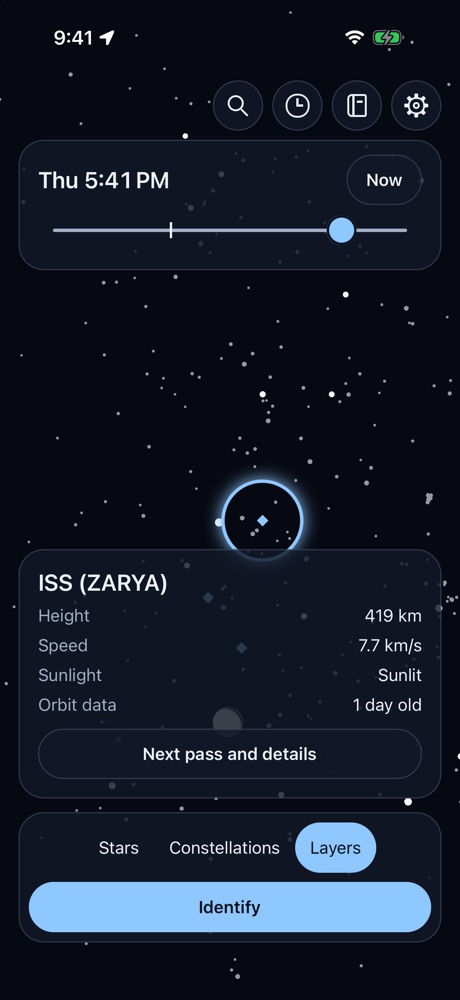 9:41
Thu 5:41 PM
Now
ISS (ZARYA)
Height 419 km
Speed 7.7 km/s
Sunlight Sunlit
Orbit data 1 day old
Next pass and details
Stars Constellations Layers
Identify